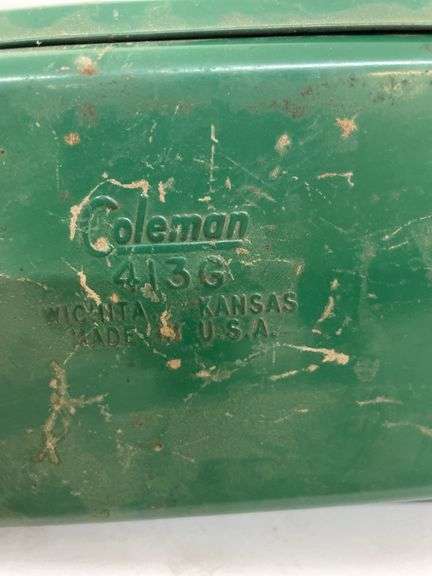 Coleman
413G
WICHITA KANSAS
MADE IN U.S.A.